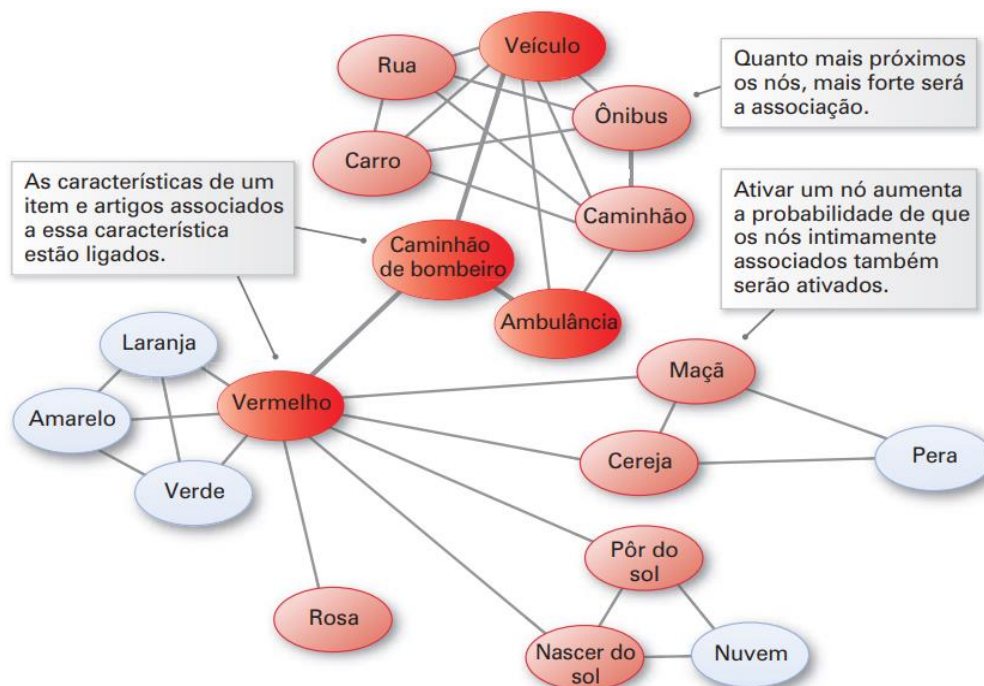 Veículo
Rua
Quanto mais próximos
os nós, mais forte será
a associação.
Ônibus
Carro
As características de um
item e artigos associados
a essa característica
estão ligados.
Caminhão
Ativar um nó aumenta
a probabilidade de que
os nós intimamente
associados também
serão ativados.
Caminhão
de bombeiro
Ambulância
Laranja
Maçã
Vermelho
Amarelo
Cereja
Pera
Verde
Pôr do
sol
Rosa
Nascer do
sol
Nuvem